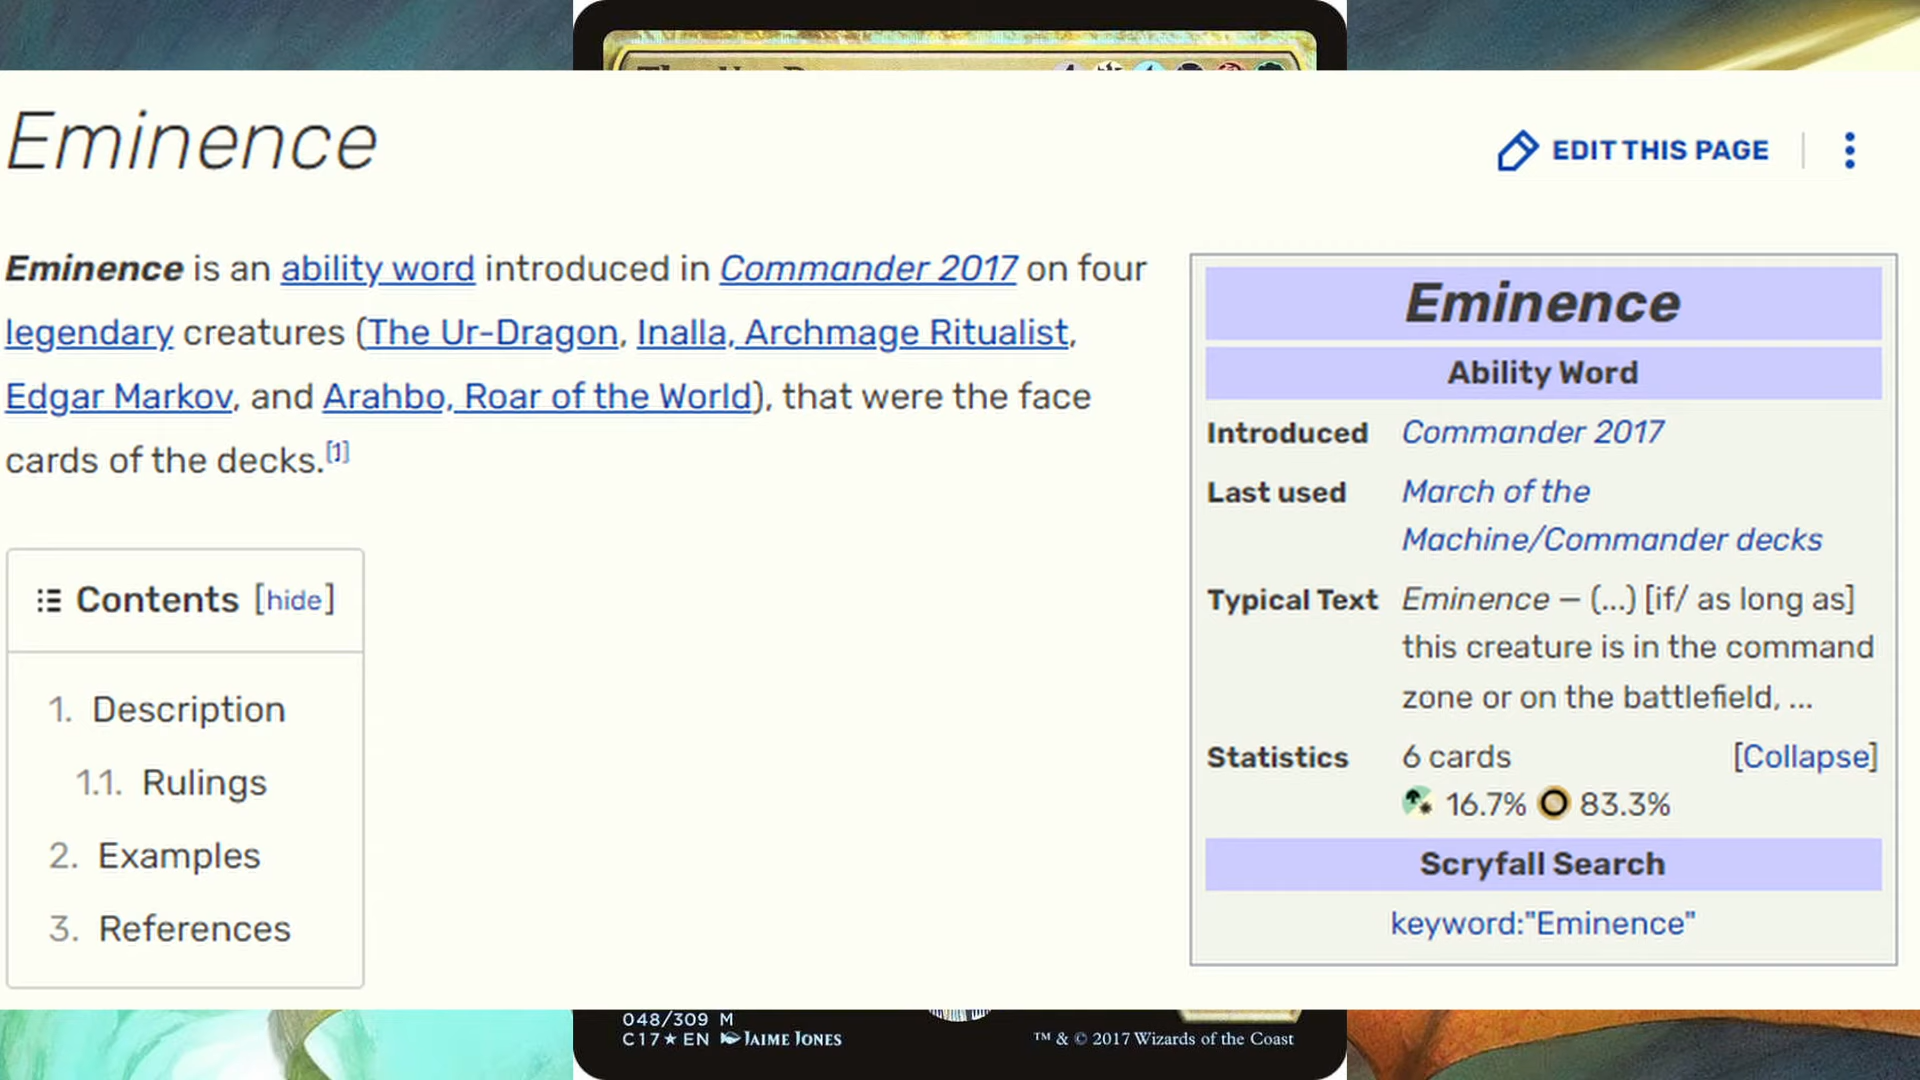 Eminence
EDIT THIS PAGE
Eminence is an ability word introduced in Commander 2017 on four
legendary creatures (The Ur-Dragon, Inalla, Archmage Ritualist,
Edgar Markov, and Arahbo, Roar of the World), that were the face
cards of the decks.[1]
Contents [hide]
1. Description
1.1. Rulings
2. Examples
3. References
Eminence
Ability Word
Introduced Commander 2017
Last used March of the
Machine/Commander decks
Typical Text Eminence — (...) [if/ as long as]
this creature is in the command
zone or on the battlefield, ...
Statistics 6 cards [Collapse]
16.7% 83.3%
Scryfall Search
keyword:"Eminence"
048/309 M
C17★EN JAIME JONES
™ & © 2017 Wizards of the Coast